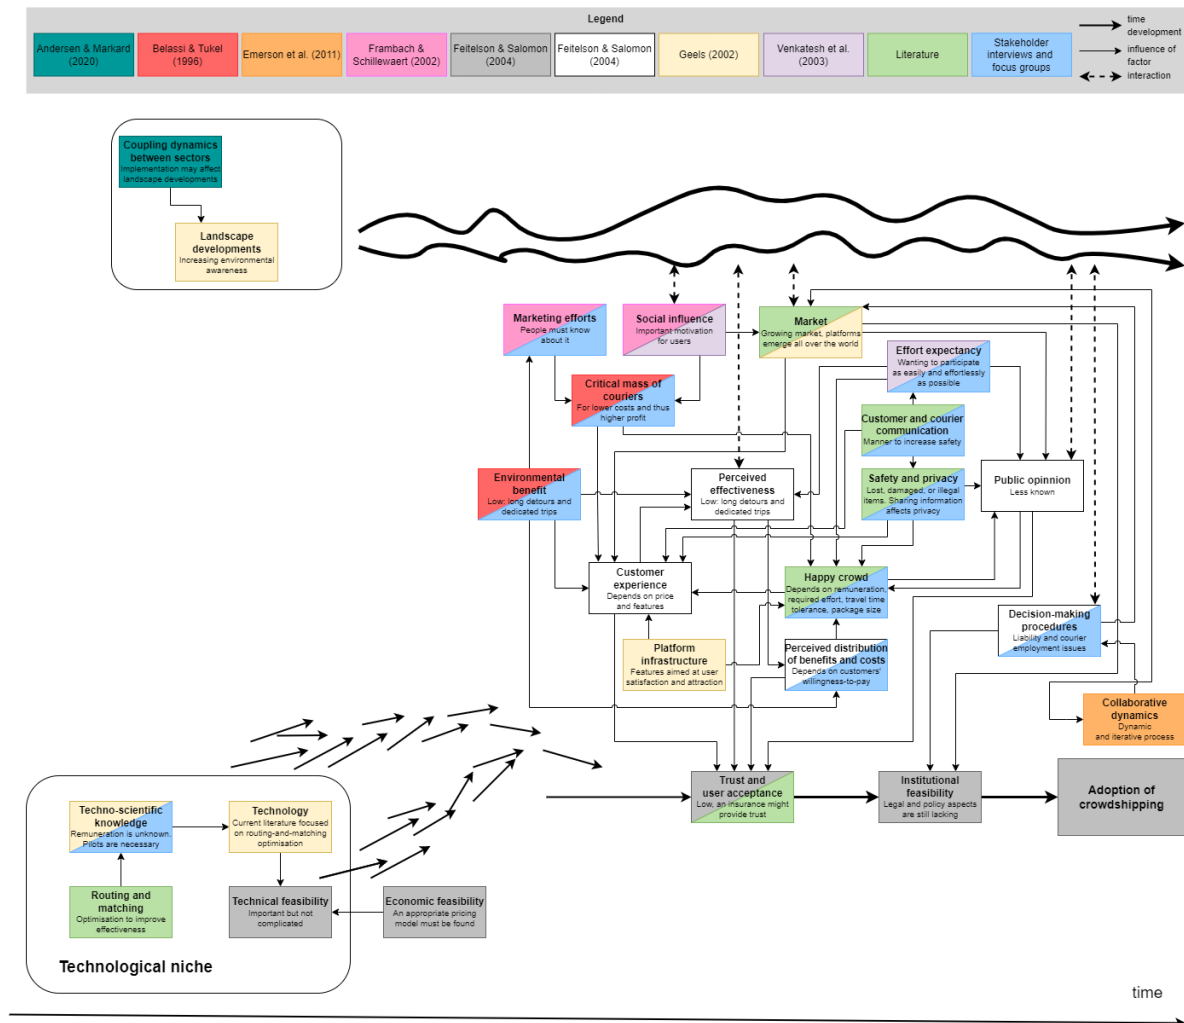 Legend
Andersen & Markard
(2020)
Belassi & Tukel
(1996)
Emerson et al. (2011)
Frambach &
Schillewaert (2002)
Feitelson & Salomon
(2004)
Feitelson & Salomon
(2004)
Geels (2002)
Venkatesh et al.
(2003)
Literature
Stakeholder
interviews and
focus groups
time
development
influence of
factor
interaction
Coupling dynamics
between sectors
Implementation may affect
landscape developments
Landscape
developments
Increasing environmental
awareness
Marketing efforts
People must know
about it
Social influence
Important motivation
for users
Market
Growing market, platforms
emerge all over the world
Effort expectancy
Wanting to participate
as easily and effortlessly
as possible
Critical mass of
couriers
For lower costs and thus
higher profit
Customer and courier
communication
Manner to increase safety
Environmental
benefit
Low: long detours and
dedicated trips
Perceived
effectiveness
Low: long detours and
dedicated trips
Safety and privacy
Lost, damaged, or illegal
items. Sharing information
affects privacy
Public opinnion
Less known
Customer
experience
Depends on price
and features
Happy crowd
Depends on remuneration,
required effort, travel time
tolerance, package size
Decision-making
procedures
Liability and courier
employment issues
Platform
infrastructure
Features aimed at user
satisfaction and attraction
Perceived distribution
of benefits and costs
Depends on customers'
willingness-to-pay
Collaborative
dynamics
Dynamic
and iterative process
Trust and
user acceptance
Low, an insurance might
provide trust
Institutional
feasibility
Legal and policy aspects
are still lacking
Adoption of
crowdshipping
Techno-scientific
knowledge
Remuneration is unknown.
Pilots are necessary
Technology
Current literature focused
on routing-and-matching
optimisation
Routing and
matching
Optimisation to improve
effectiveness
Technical feasibility
Important but not
complicated
Economic feasibility
An appropriate pricing
model must be found
Technological niche
time